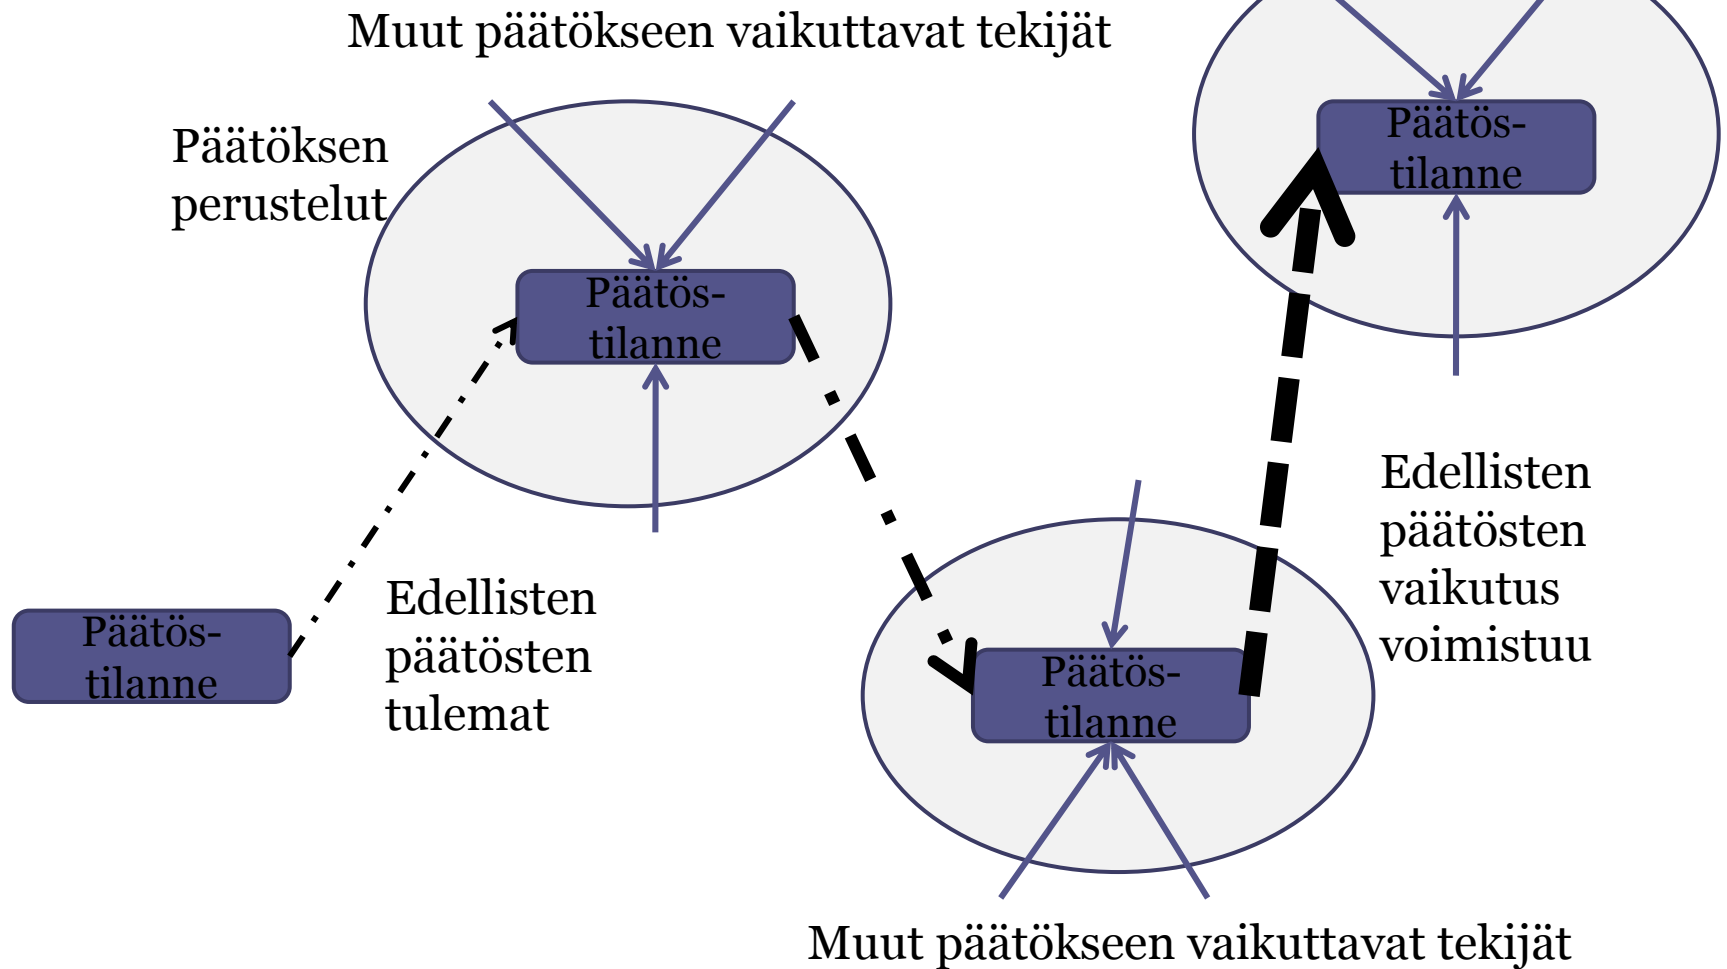 Muut päätökseen vaikuttavat tekijät
Päätöksen
perustelut
Päätös-
tilanne
Päätös-
tilanne
Edellisten
päätösten
vaikutus
voimistuu
Edellisten
päätösten
tulemat
Päätös-
tilanne
Päätös-
tilanne
Muut päätökseen vaikuttavat tekijät